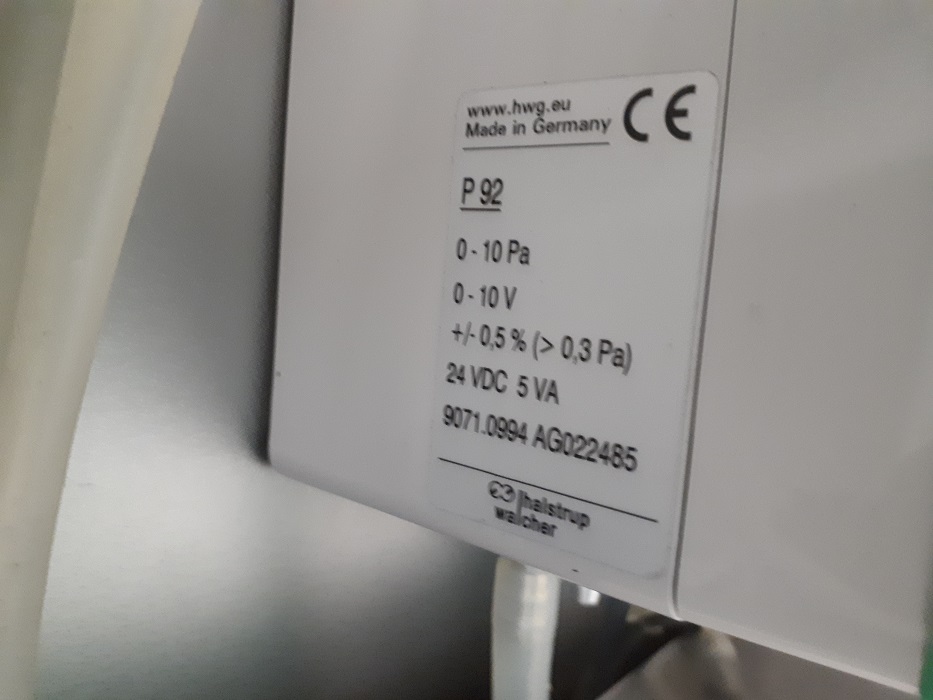 www.hwg.eu
Made in Germany
CE
P 92
0 - 10 Pa
0 - 10 V
+/- 0,5 % (> 0,3 Pa)
24 VDC 5 VA
9071.0994 AG022485
halstrup
walcher